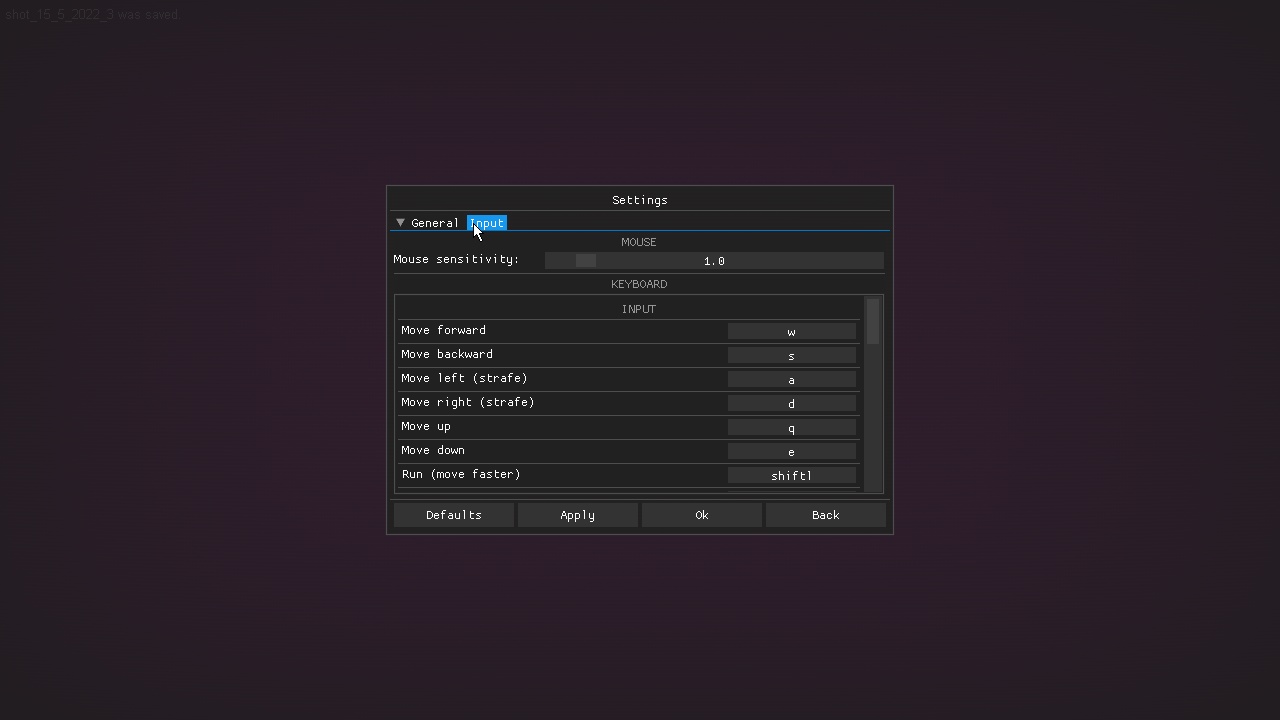 shot_15_5_2022_3 was saved.
Settings
General Input
MOUSE
Mouse sensitivity: 1.0
KEYBOARD
INPUT
Move forward w
Move backward s
Move left (strafe) a
Move right (strafe) d
Move up q
Move down e
Run (move faster) shiftl
Defaults Apply Ok Back